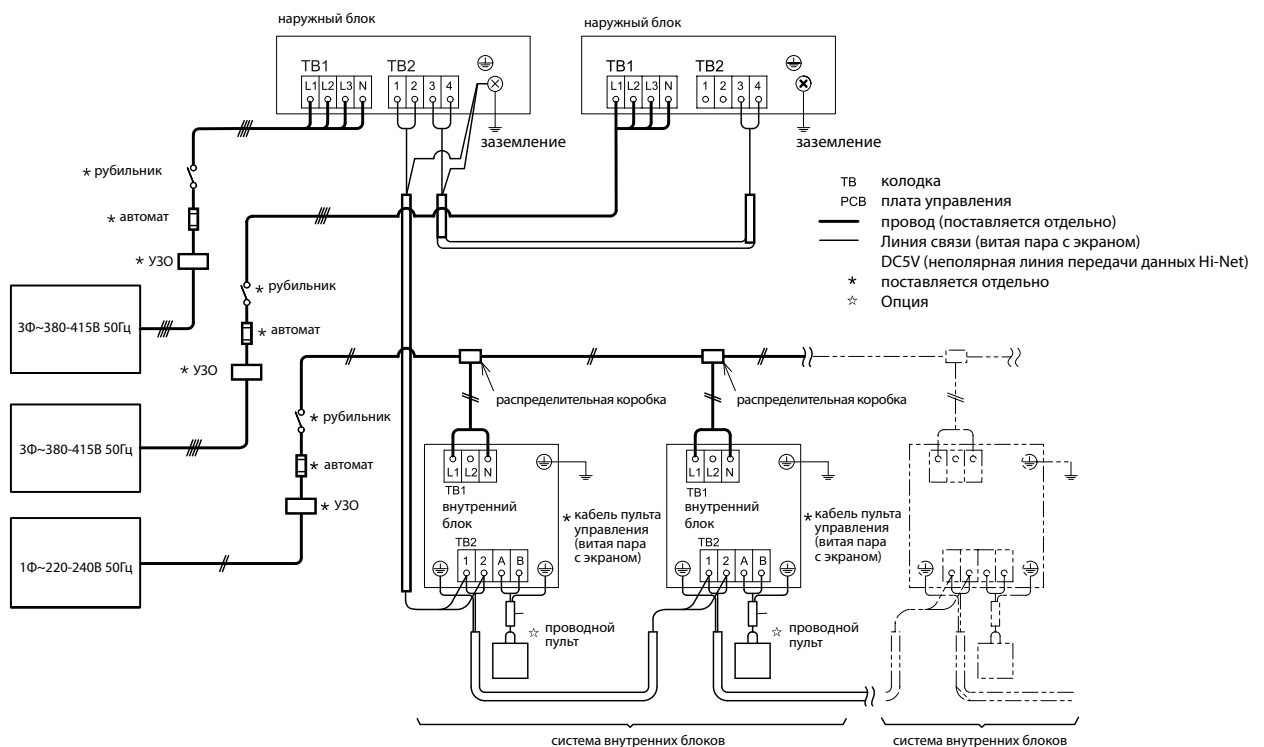 наружный блок
наружный блок
TB1
TB2
TB1
TB2
L1 L2 L3 N
1 2 3 4
L1 L2 L3 N
1 2 3 4
заземление
заземление
* рубильник
* автомат
* УЗО
TB колодка
PCB плата управления
провод (поставляется отдельно)
Линия связи (витая пара с экраном)
DC5V (неполярная линия передачи данных Hi-Net)
* поставляется отдельно
☆ Опция
* рубильник
* автомат
* УЗО
3Ф~380-415В 50Гц
распределительная коробка
распределительная коробка
* рубильник
* автомат
* УЗО
3Ф~380-415В 50Гц
1Ф~220-240В 50Гц
L1 L2 N
TB1
внутренний
блок
TB2
1 2 A B
* кабель пульта
управления
(витая пара
с экраном)
L1 L2 N
TB1
внутренний
блок
TB2
1 2 A B
* кабель пульта
управления
(витая пара
с экраном)
☆ проводной
пульт
☆ проводной
пульт
система внутренних блоков
система внутренних блоков